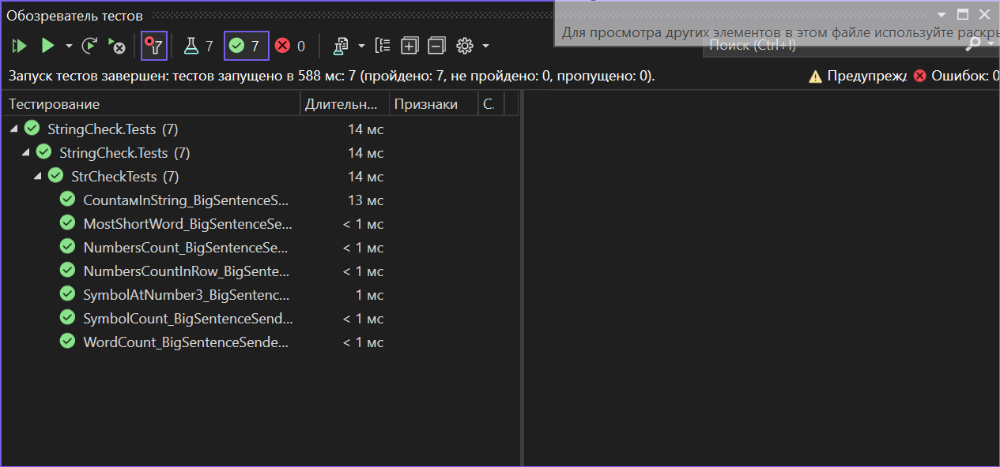 Обозреватель тестов
Для просмотра других элементов в этом файле используйте
7 7 0
Поиск (Ctrl+I)
Запуск тестов завершен: тестов запущено в 588 мс: 7 (пройдено: 7, не пройдено: 0, пропущено: 0).
Предупрежд Ошибок: 0
Тестирование Длительн... Признаки С.
StringCheck.Tests (7) 14 мс
StringCheck.Tests (7) 14 мс
StrCheckTests (7) 14 мс
CountамInString_BigSentenceS... 13 мс
MostShortWord_BigSentenceSe... < 1 мс
NumbersCount_BigSentenceSe... < 1 мс
NumbersCountInRow_BigSente... < 1 мс
SymbolAtNumber3_BigSentenc... 1 мс
SymbolCount_BigSentenceSend... < 1 мс
WordCount_BigSentenceSende... < 1 мс